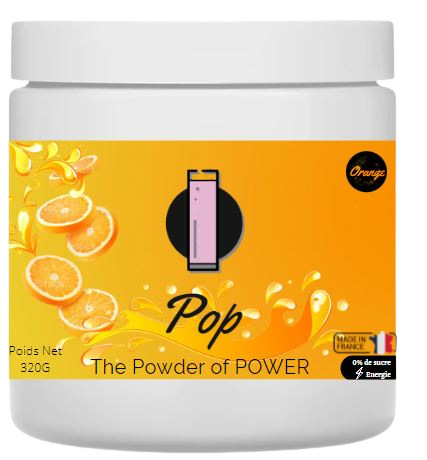 Orange
Pop
Poids Net
320G
The Powder of POWER
MADE IN
FRANCE
0% de sucre
Energie